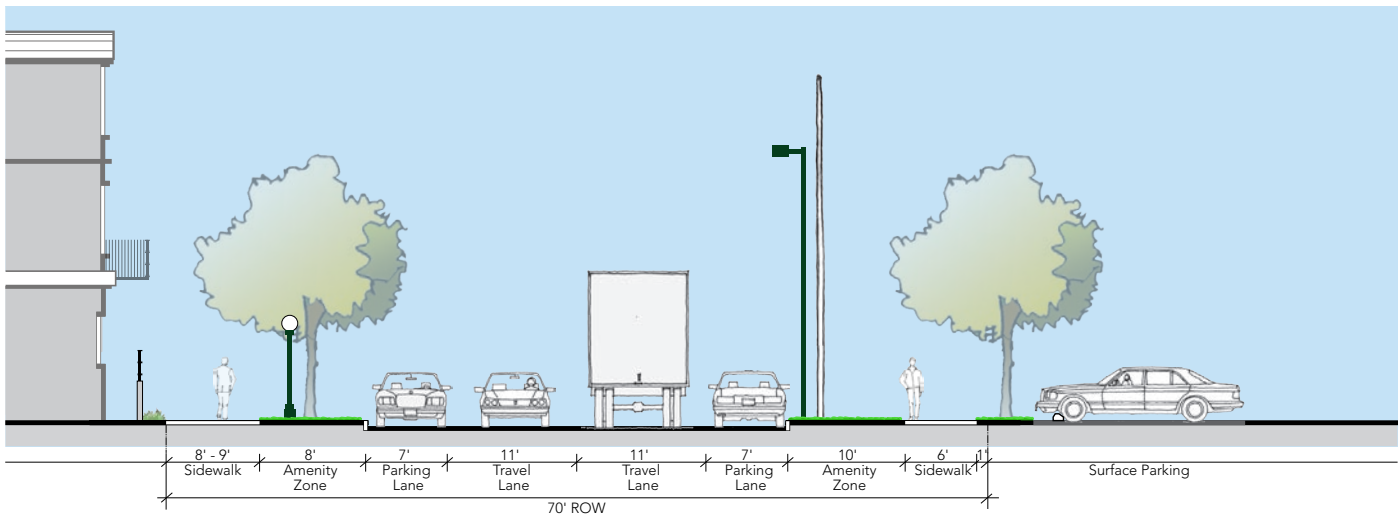 8' - 9'
Sidewalk
8'
Amenity
Zone
7'
Parking
Lane
11'
Travel
Lane
11'
Travel
Lane
7'
Parking
Lane
10'
Amenity
Zone
6'
Sidewalk
1'
Surface Parking
70' ROW